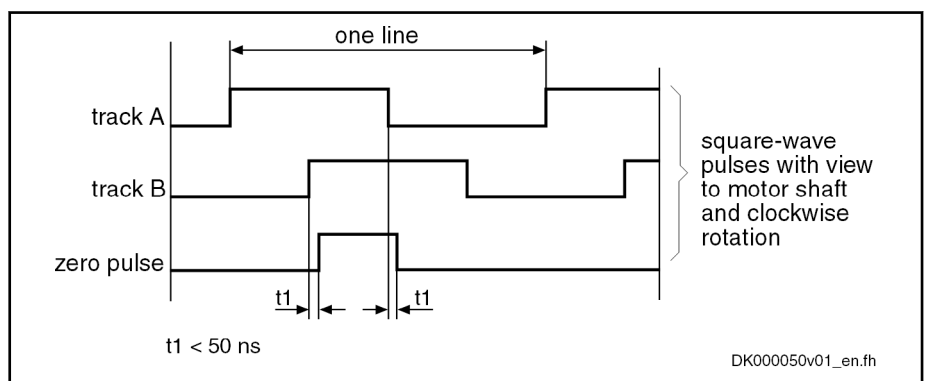 one line
track A
track B
zero pulse
t1
t1
square-wave
pulses with view
to motor shaft
and clockwise
rotation
t1 < 50 ns
DK000050v01_en.fh